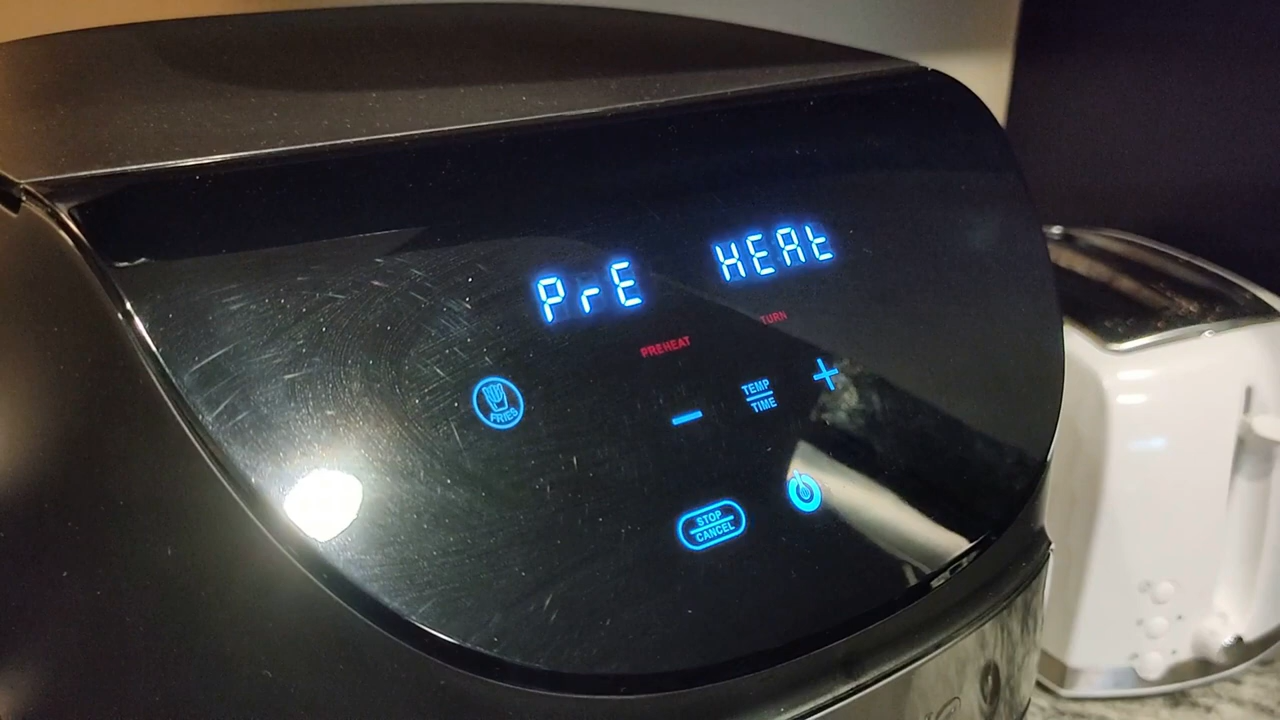 PrE HEAt
PREHEAT TURN
FRIES
TEMP
TIME
STOP
CANCEL